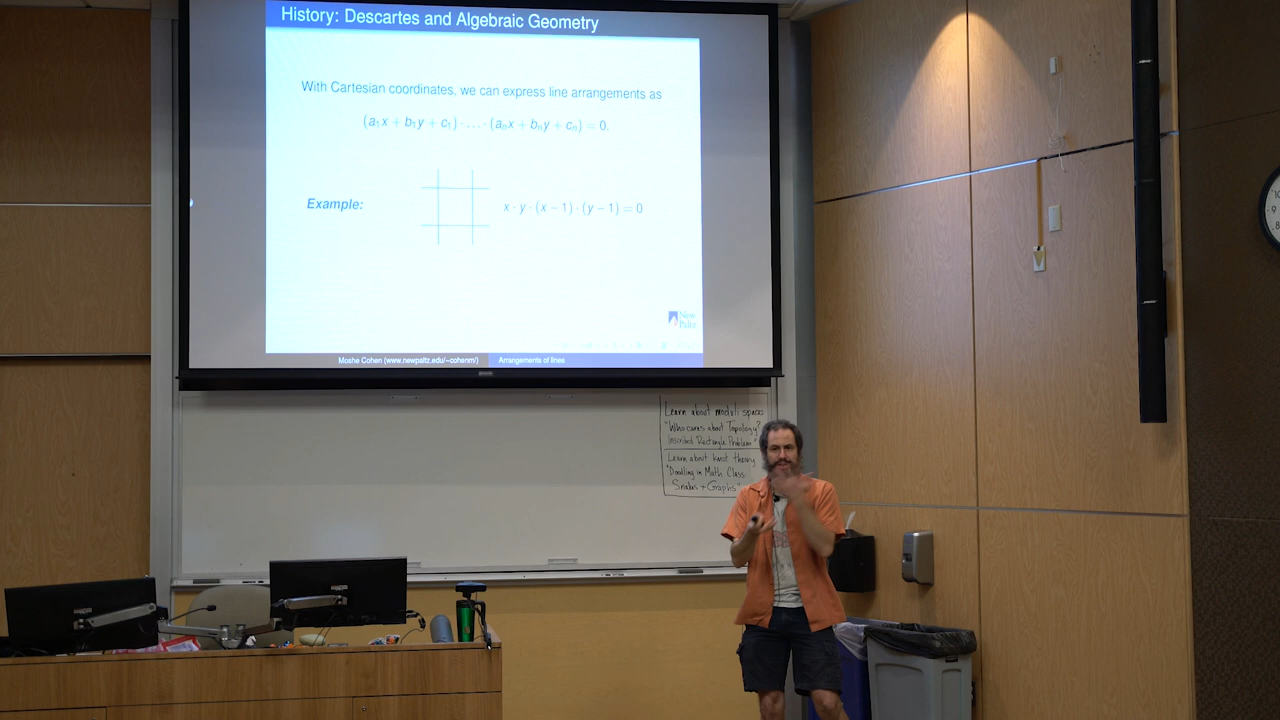 History: Descartes and Algebraic Geometry
With Cartesian coordinates, we can express line arrangements as
(a₁x + b₁y + c₁) · … · (aₙx + bₙy + cₙ) = 0.
Example:
x · y · (x − 1) · (y − 1) = 0
New
Paltz
Moshe Cohen (www.newpaltz.edu/~cohenm/)
Arrangements of lines
Learn about moduli spaces
"Who cares about Topology?
Inscribed Rectangle Problem"
Learn about knot theory
"Doodling in Math Class:
Snakes + Graphs"
10
9
8